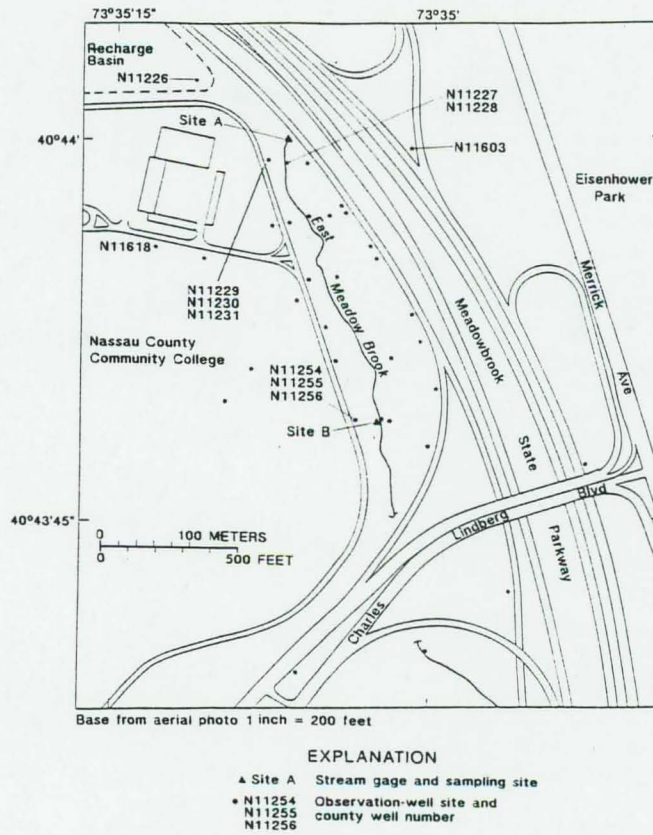 73°35'15"
73°35'
Recharge
Basin
N11226
N11227
N11228
Site A
40°44'
N11603
Eisenhower
Park
East
Meadow Brook
N11618
N11229
N11230
N11231
Merrick
Ave
Meadowbrook
State
Parkway
Nassau County
Community College
N11254
N11255
N11256
Site B
40°43'45"
Charles
Lindberg
Blvd
0 100 METERS
0 500 FEET
Base from aerial photo 1 inch = 200 feet
EXPLANATION
Site A Stream gage and sampling site
N11254 Observation-well site and
N11255 county well number
N11256